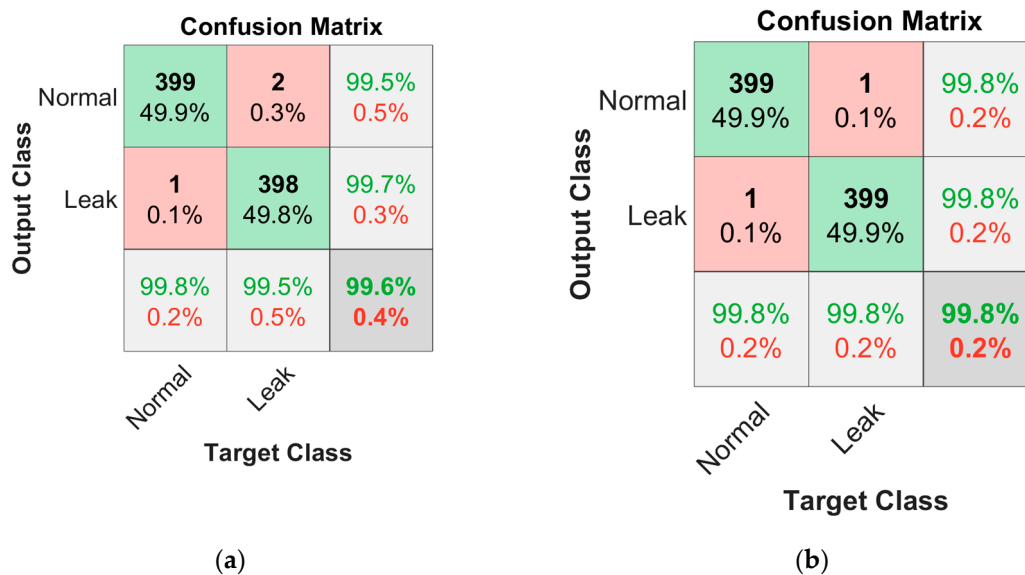 Confusion Matrix
Output Class
Normal
399
49.9%
2
0.3%
99.5%
0.5%
Leak
1
0.1%
398
49.8%
99.7%
0.3%
99.8%
0.2%
99.5%
0.5%
99.6%
0.4%
Normal
Leak
Target Class
(a)
Confusion Matrix
Output Class
Normal
399
49.9%
1
0.1%
99.8%
0.2%
Leak
1
0.1%
399
49.9%
99.8%
0.2%
99.8%
0.2%
99.8%
0.2%
99.8%
0.2%
Normal
Leak
Target Class
(b)